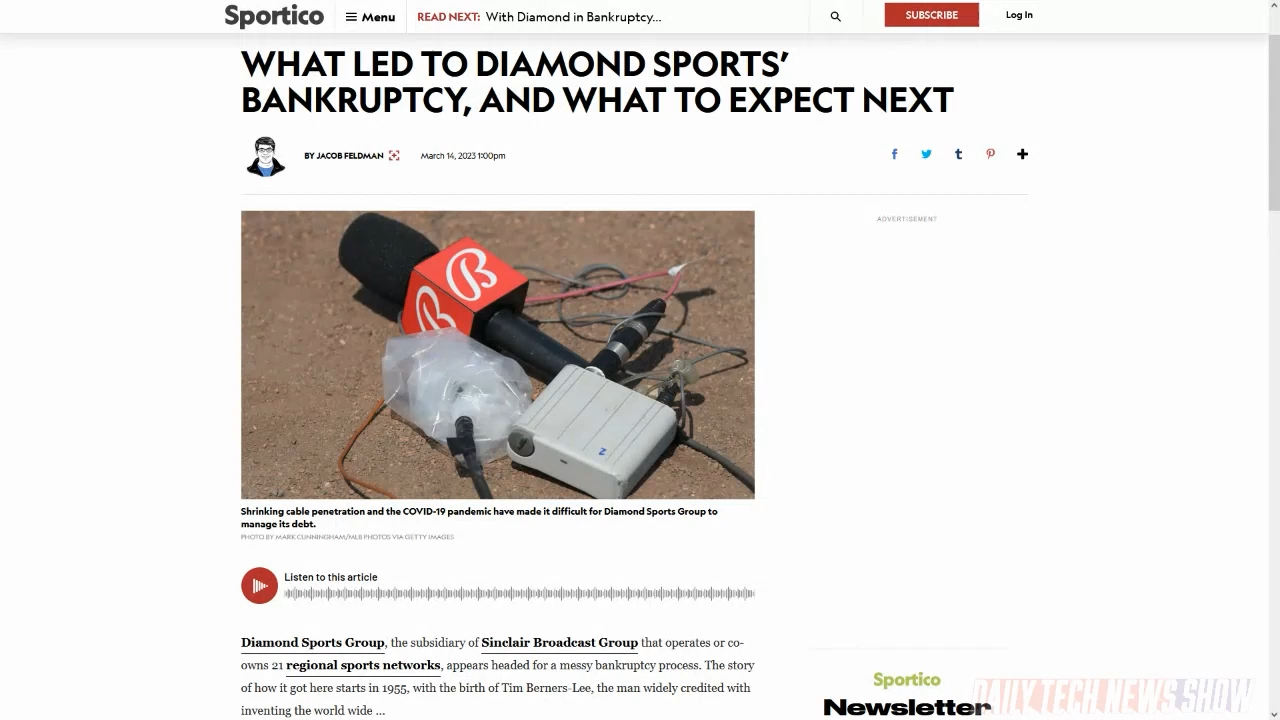 Sportico
Menu
READ NEXT: With Diamond in Bankruptcy...
SUBSCRIBE
Log In
WHAT LED TO DIAMOND SPORTS’
BANKRUPTCY, AND WHAT TO EXPECT NEXT
BY JACOB FELDMAN
March 14, 2023 1:00pm
ADVERTISEMENT
B
B
z
Shrinking cable penetration and the COVID-19 pandemic have made it difficult for Diamond Sports Group to
manage its debt.
PHOTO BY MARK CUNNINGHAM/MLB PHOTOS VIA GETTY IMAGES
Listen to this article
Diamond Sports Group, the subsidiary of Sinclair Broadcast Group that operates or co-
owns 21 regional sports networks, appears headed for a messy bankruptcy process. The story
of how it got here starts in 1955, with the birth of Tim Berners-Lee, the man widely credited with
inventing the world wide ...
Sportico
Newsletter
DAILY TECH NEWS SHOW